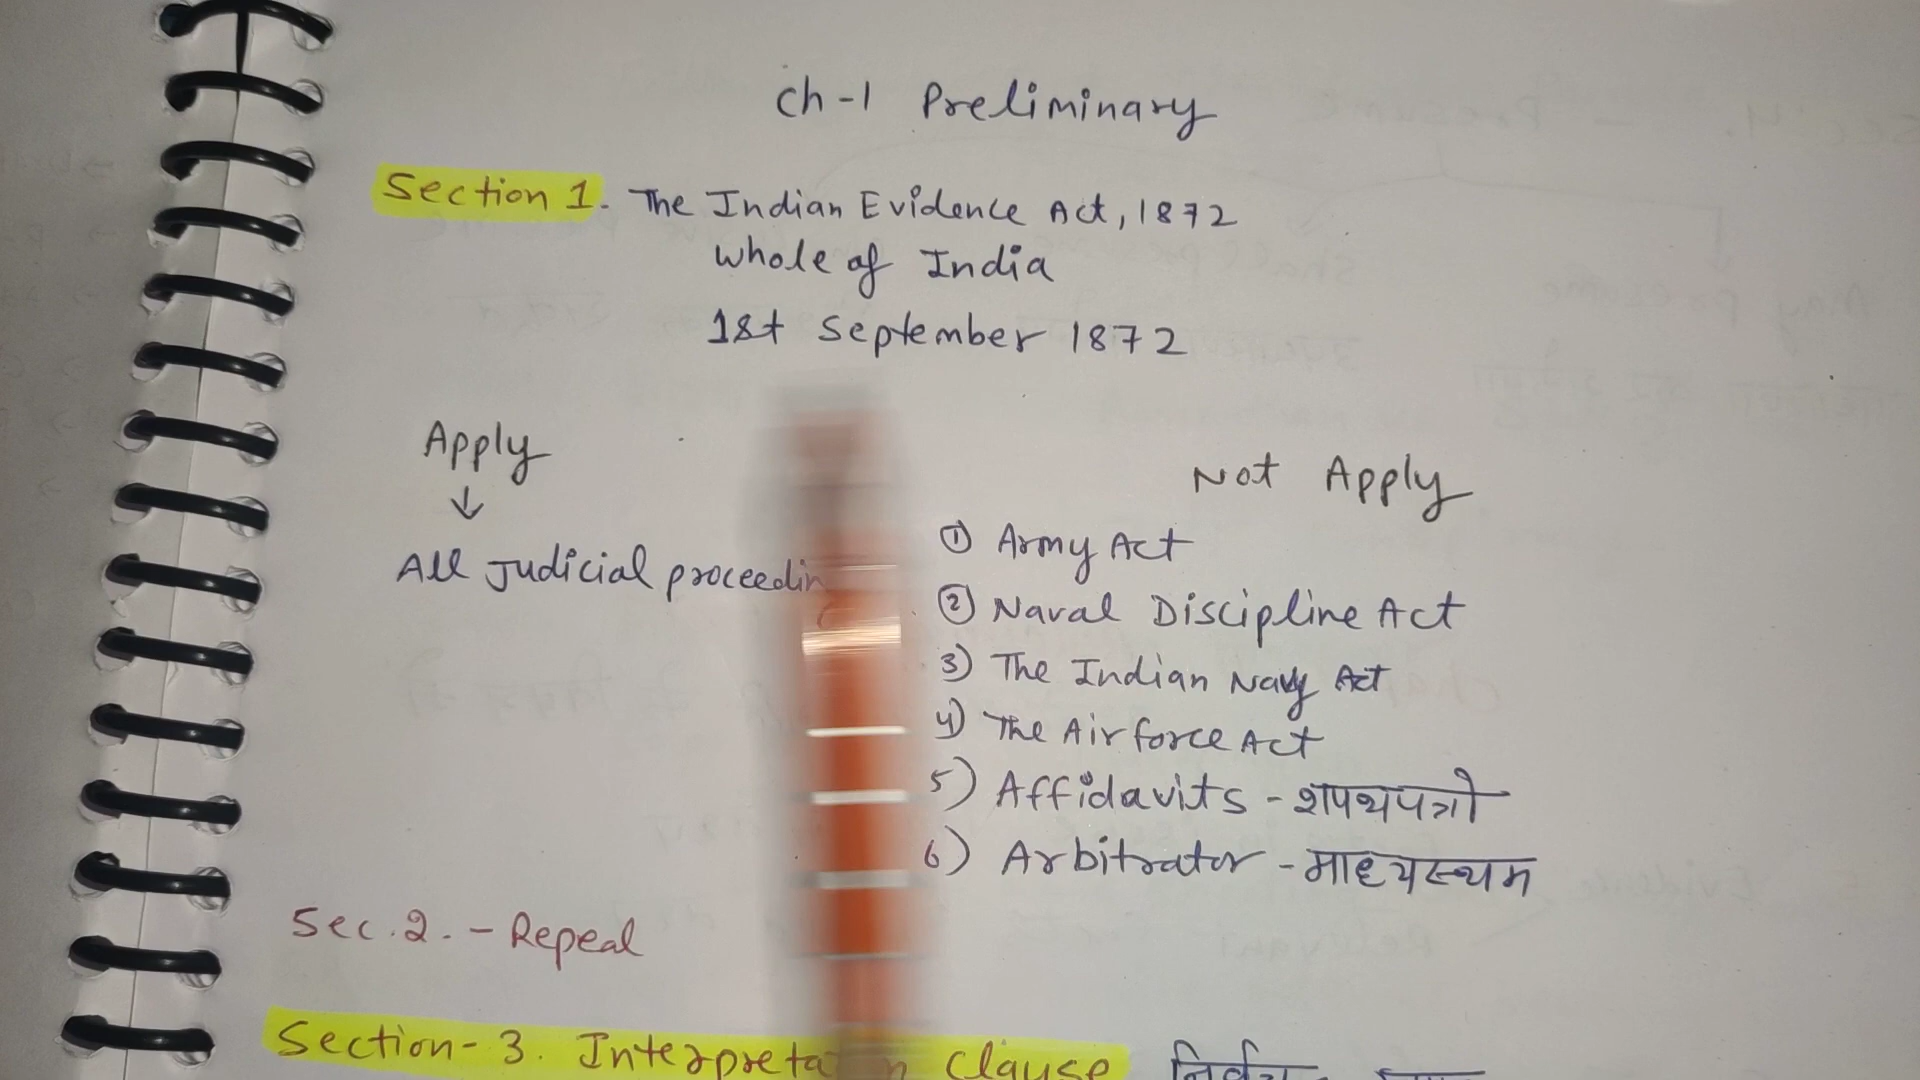 Ch-1 Preliminary
Section 1. The Indian Evidence Act, 1872
Whole of India
1st September 1872
Apply
↓
All Judicial
Not Apply
① Army Act
② Naval Discipline Act
3) The Indian Navy Act
4) The Air force Act
5) Affidavits - शपथपत्रो
6) Arbitrator - माध्यस्थम
Sec. 2. - Repeal
Section - 3. Clause